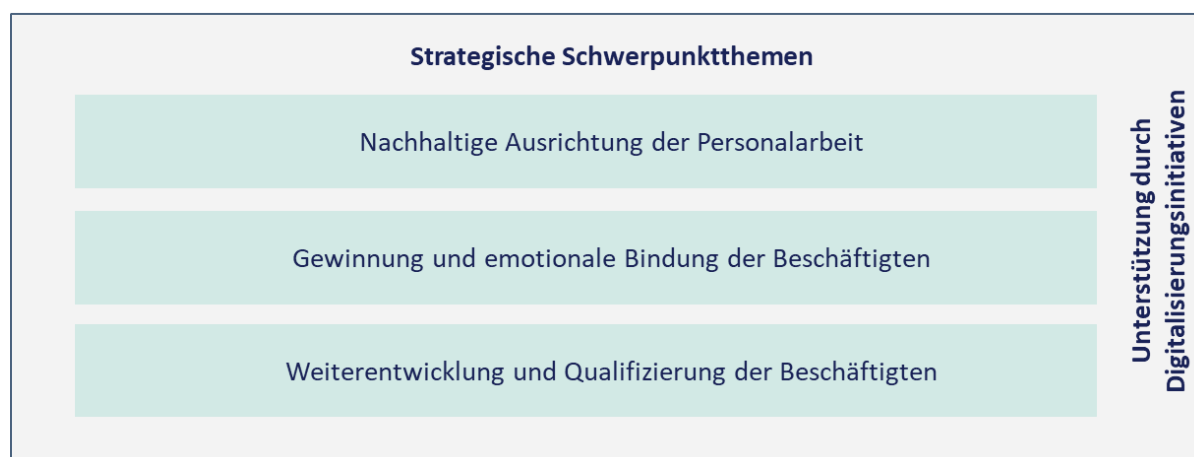 Strategische Schwerpunktthemen
Nachhaltige Ausrichtung der Personalarbeit
Gewinnung und emotionale Bindung der Beschäftigten
Weiterentwicklung und Qualifizierung der Beschäftigten
Unterstützung durch
Digitalisierungsinitiativen